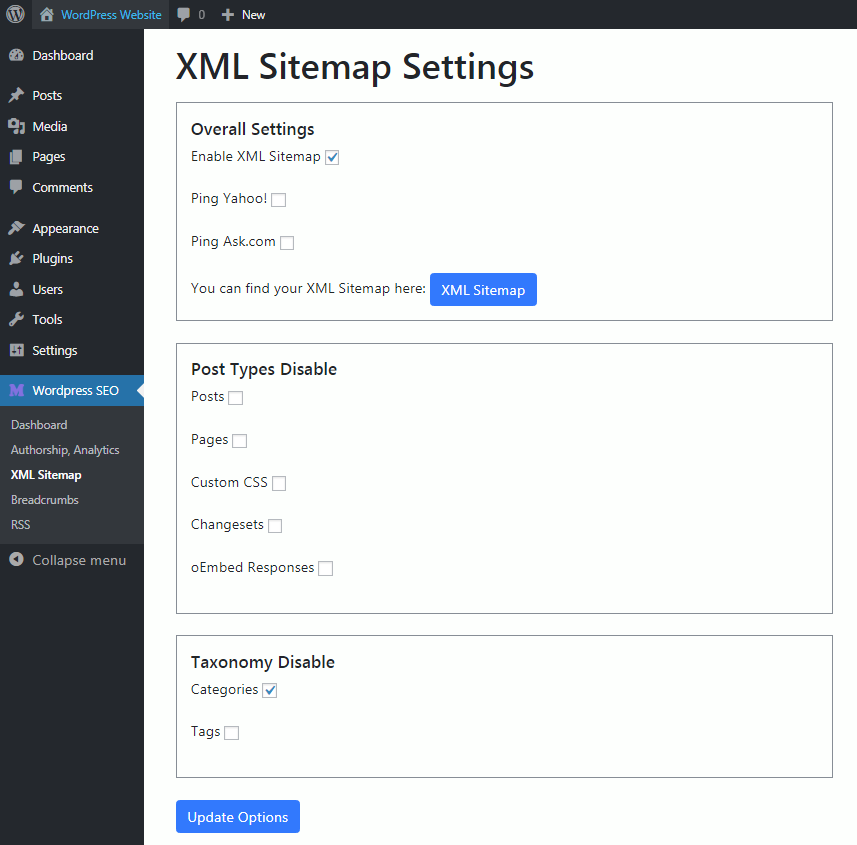 WordPress Website 0 New
Dashboard
Posts
Media
Pages
Comments
Appearance
Plugins
Users
Tools
Settings
Wordpress SEO
Dashboard
Authorship, Analytics
XML Sitemap
Breadcrumbs
RSS
Collapse menu
XML Sitemap Settings
Overall Settings
Enable XML Sitemap
Ping Yahoo!
Ping Ask.com
You can find your XML Sitemap here: XML Sitemap
Post Types Disable
Posts
Pages
Custom CSS
Changesets
oEmbed Responses
Taxonomy Disable
Categories
Tags
Update Options